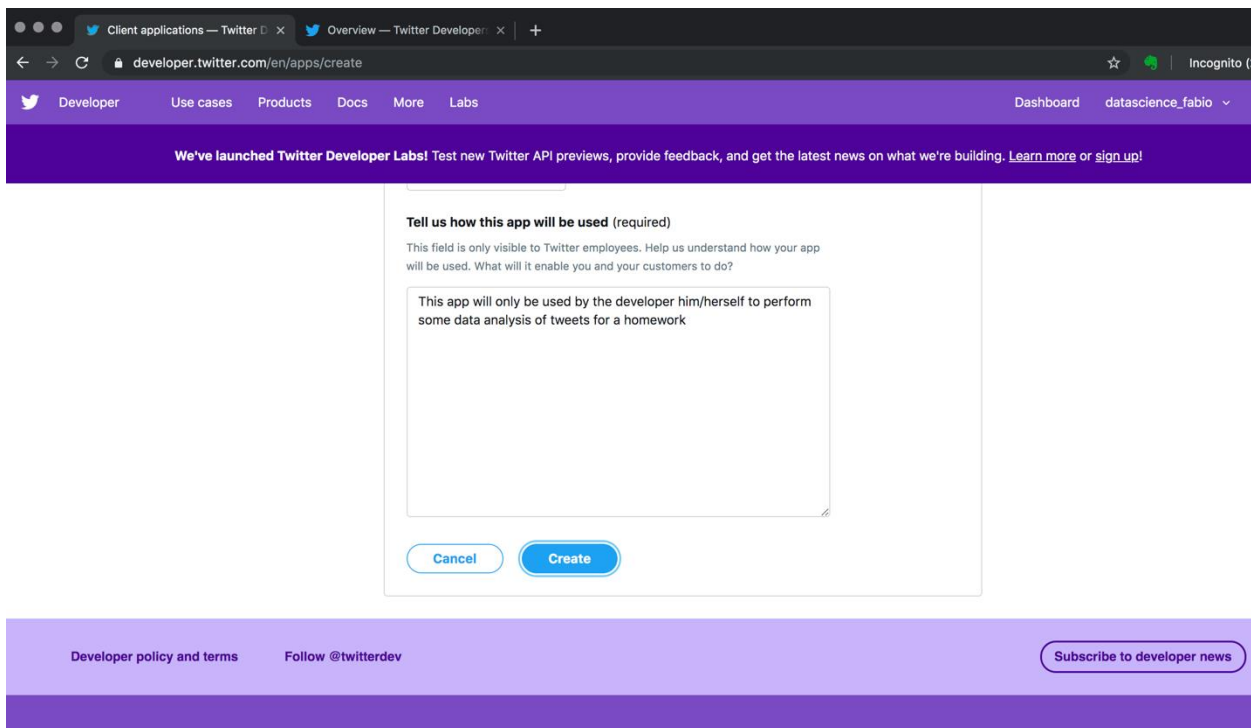 Client applications — Twitter D
Overview — Twitter Developer
developer.twitter.com/en/apps/create
Incognito (
Developer Use cases Products Docs More Labs Dashboard datascience_fabio
We've launched Twitter Developer Labs! Test new Twitter API previews, provide feedback, and get the latest news on what we're building. Learn more or sign up!
Tell us how this app will be used (required)
This field is only visible to Twitter employees. Help us understand how your app
will be used. What will it enable you and your customers to do?
This app will only be used by the developer him/herself to perform
some data analysis of tweets for a homework
Cancel Create
Developer policy and terms Follow @twitterdev Subscribe to developer news